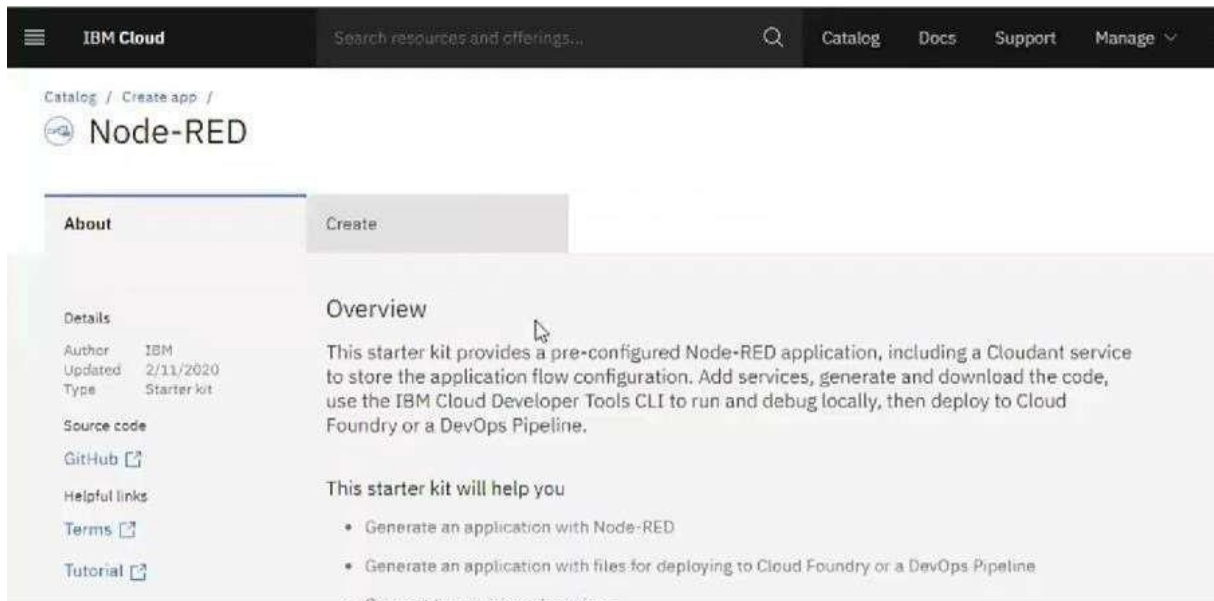 IBM Cloud
Search resources and offerings...
Catalog
Docs
Support
Manage
Catalog / Create app /
Node-RED
About
Create
Details
Author IBM
Updated 2/11/2020
Type Starter kit
Source code
GitHub
Helpful links
Terms
Tutorial
Overview
This starter kit provides a pre-configured Node-RED application, including a Cloudant service
to store the application flow configuration. Add services, generate and download the code,
use the IBM Cloud Developer Tools CLI to run and debug locally, then deploy to Cloud
Foundry or a DevOps Pipeline.
This starter kit will help you
• Generate an application with Node-RED
• Generate an application with files for deploying to Cloud Foundry or a DevOps Pipeline